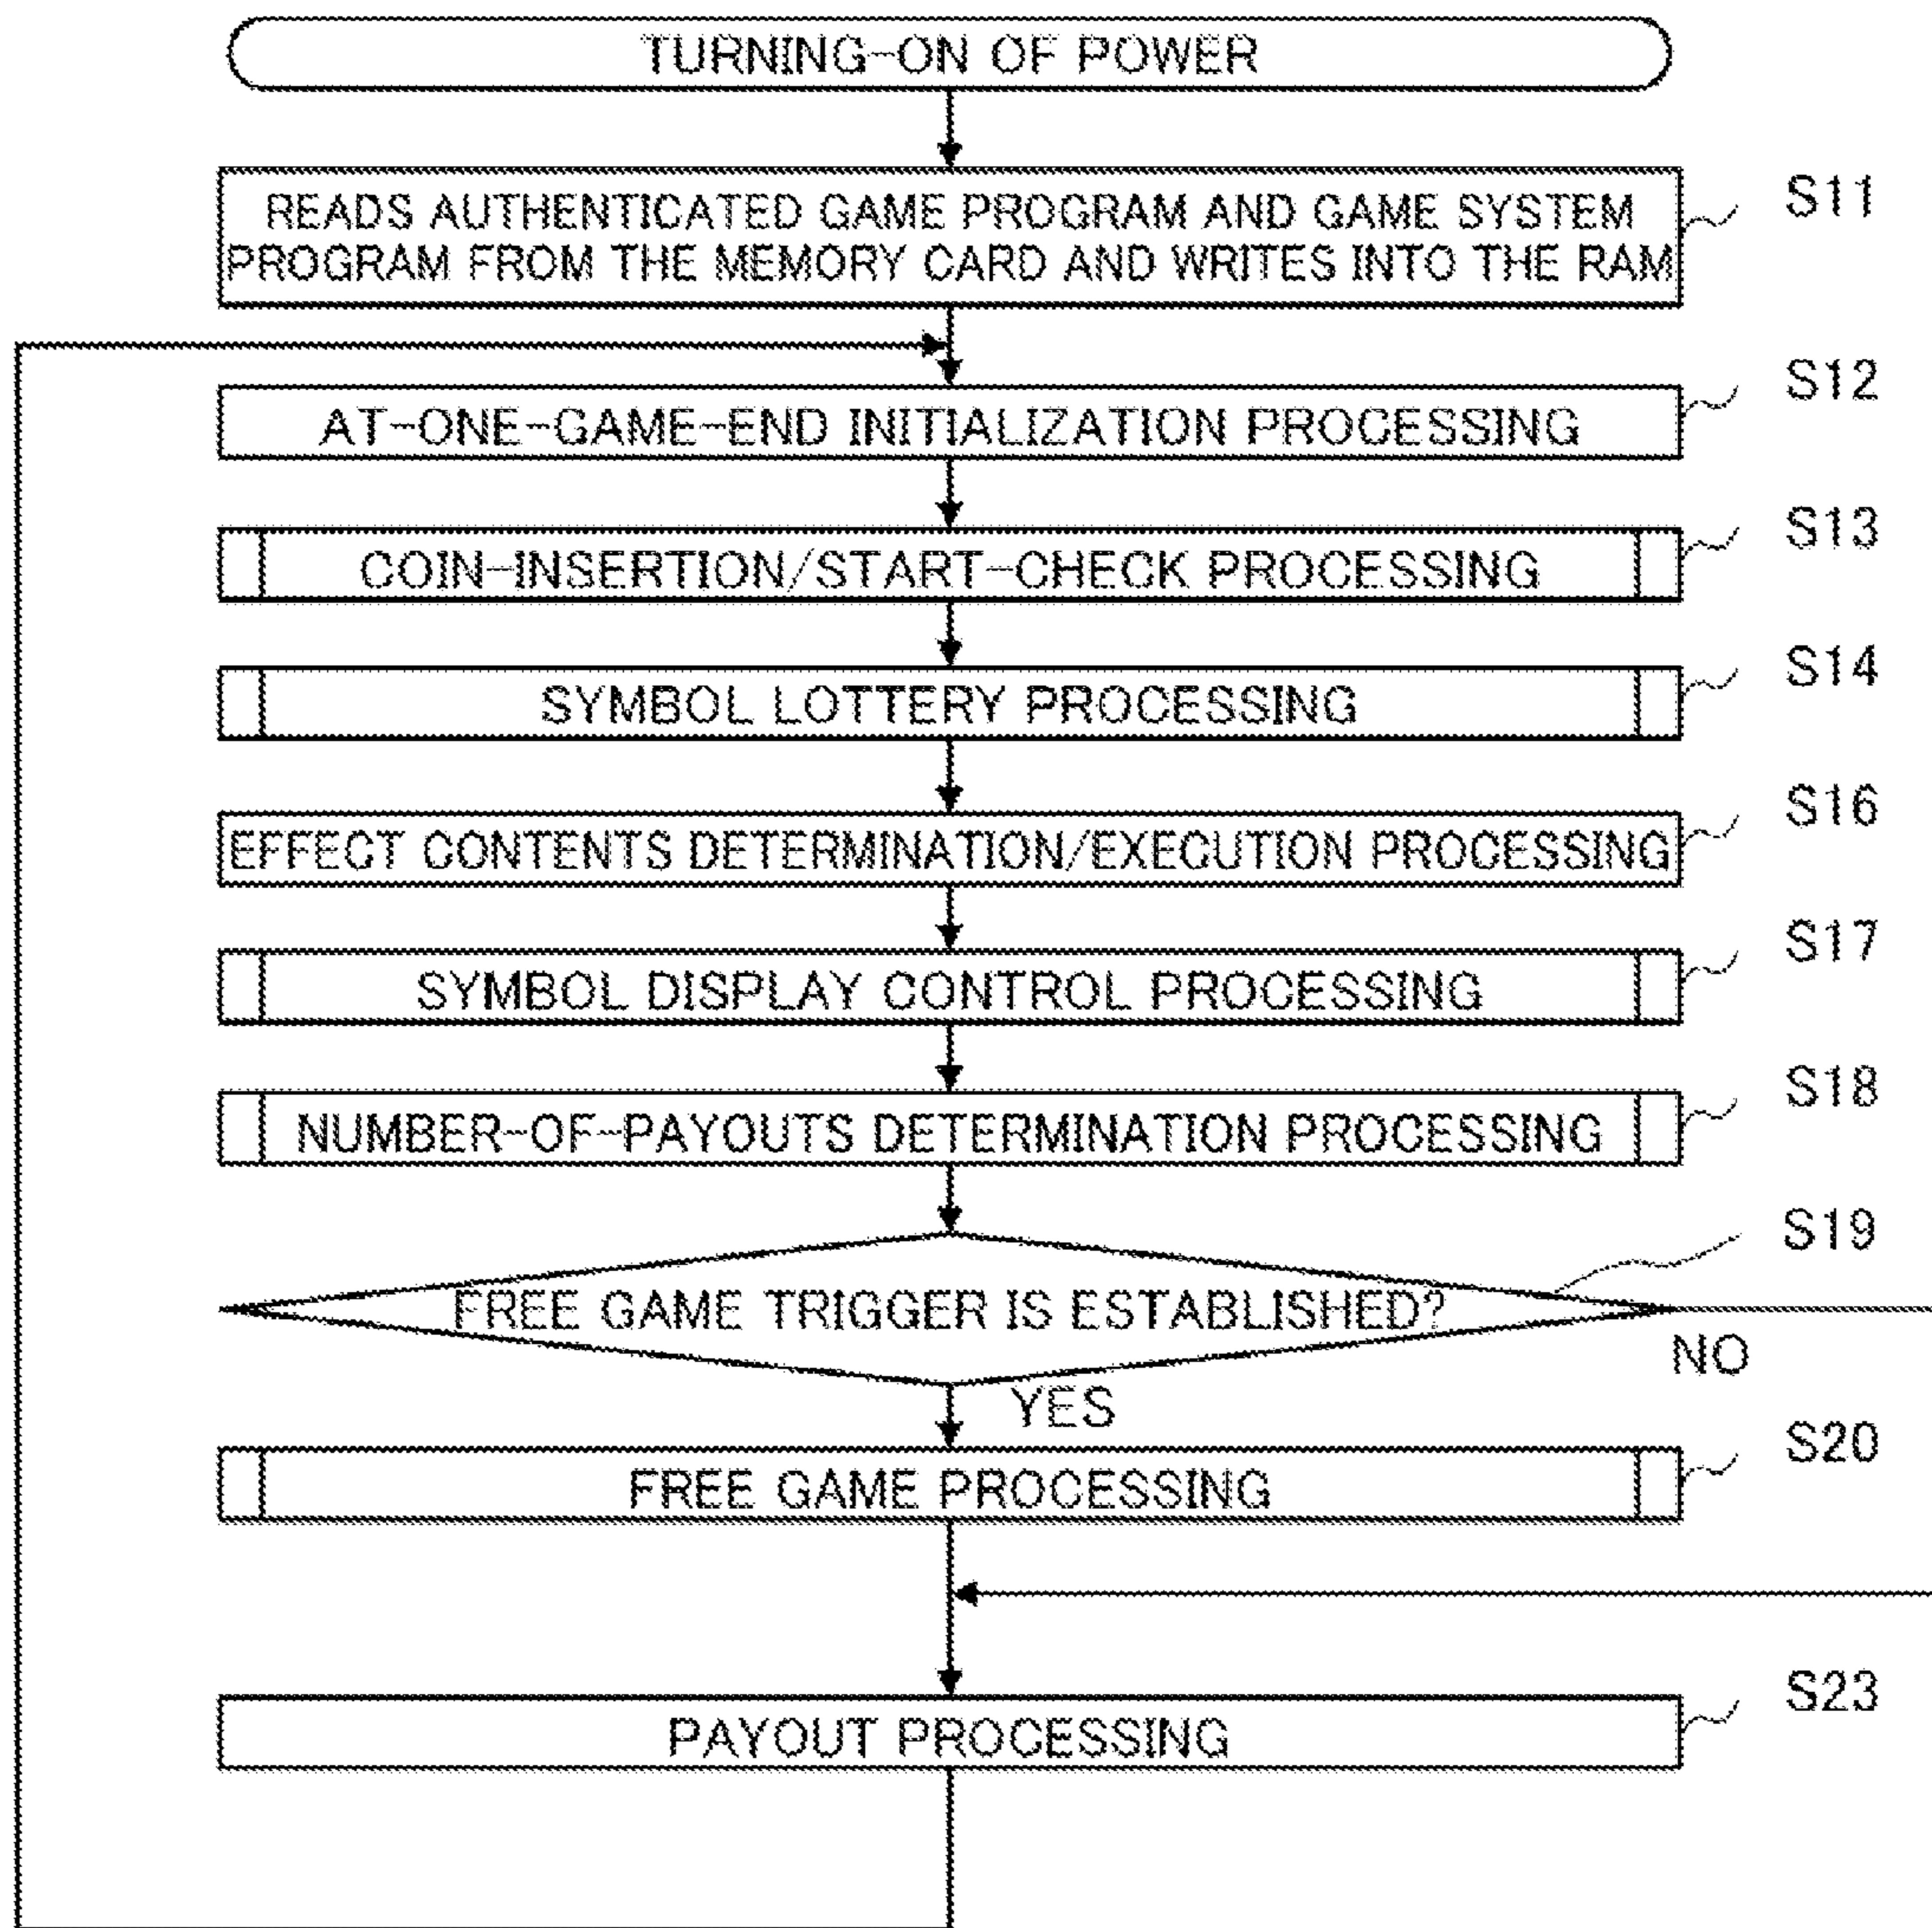 TURNING-ON OF POWER
READS AUTHENTICATED GAME PROGRAM AND GAME SYSTEM
PROGRAM FROM THE MEMORY CARD AND WRITES INTO THE RAM
S11
AT-ONE-GAME-END INITIALIZATION PROCESSING
S12
COIN-INSERTION/START-CHECK PROCESSING
S13
SYMBOL LOTTERY PROCESSING
S14
EFFECT CONTENTS DETERMINATION/EXECUTION PROCESSING
S16
SYMBOL DISPLAY CONTROL PROCESSING
S17
NUMBER-OF-PAYOUTS DETERMINATION PROCESSING
S18
FREE GAME TRIGGER IS ESTABLISHED?
S19
NO
YES
FREE GAME PROCESSING
S20
PAYOUT PROCESSING
S23